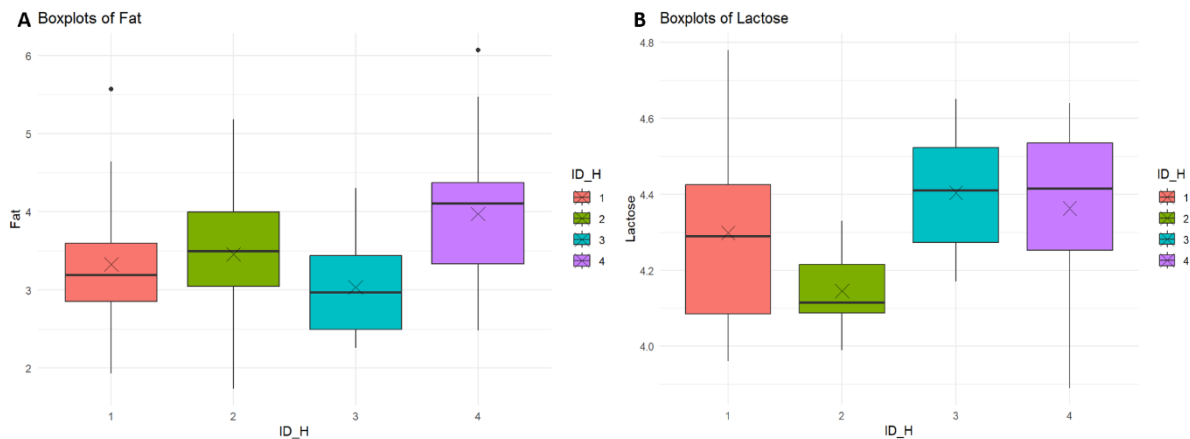 A Boxplots of Fat
6
5
4
3
2
Fat
1 2 3 4
ID_H
ID_H
1
2
3
4
B Boxplots of Lactose
4.8
4.6
4.4
4.2
4.0
Lactose
1 2 3 4
ID_H
ID_H
1
2
3
4